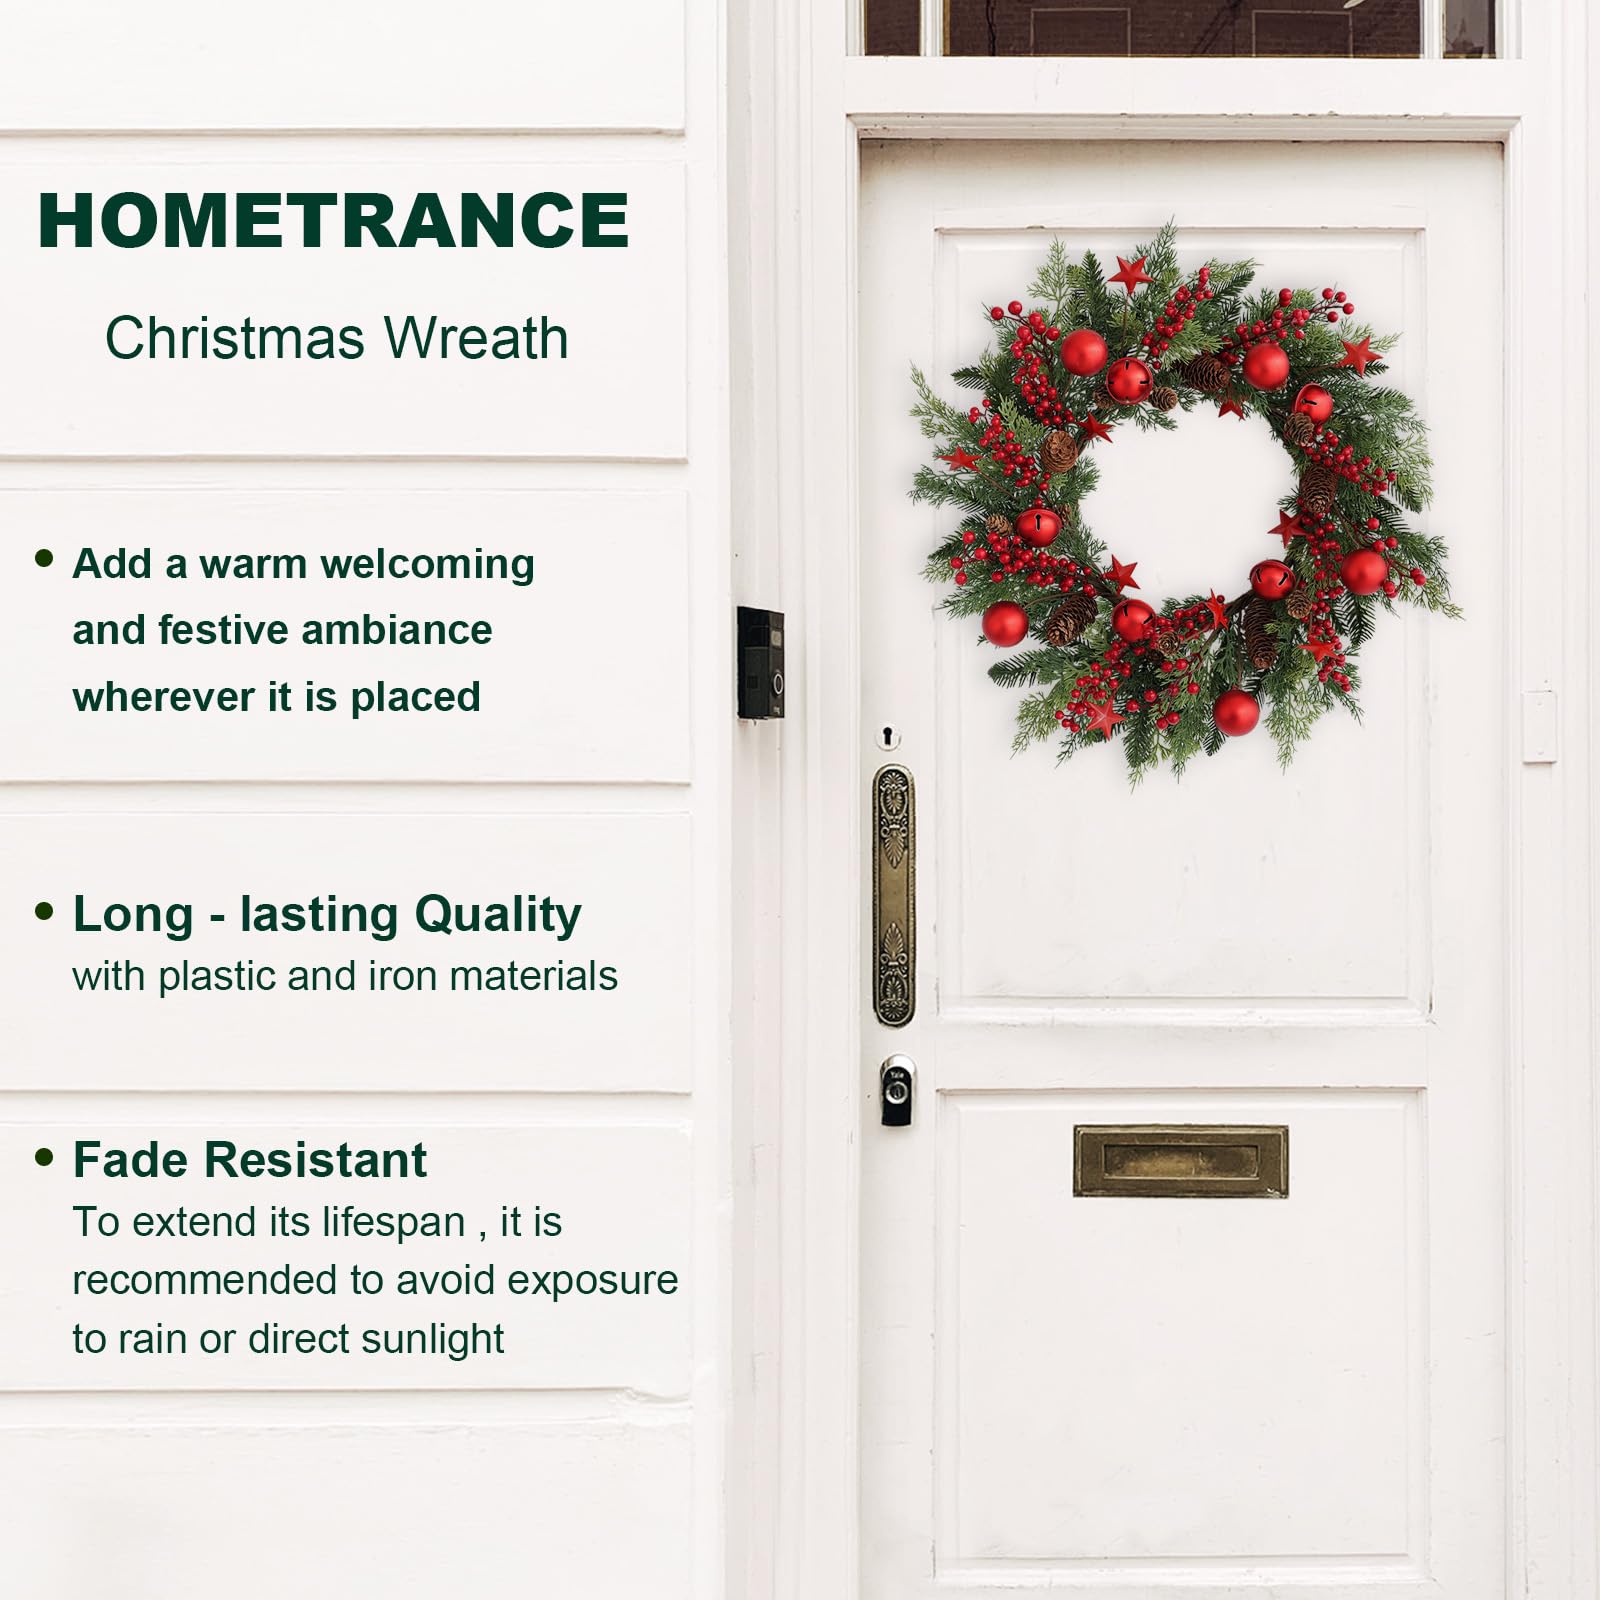 HOMETRANCE
Christmas Wreath
• Add a warm welcoming
and festive ambiance
wherever it is placed
• Long - lasting Quality
with plastic and iron materials
• Fade Resistant
To extend its lifespan , it is
recommended to avoid exposure
to rain or direct sunlight
Yale